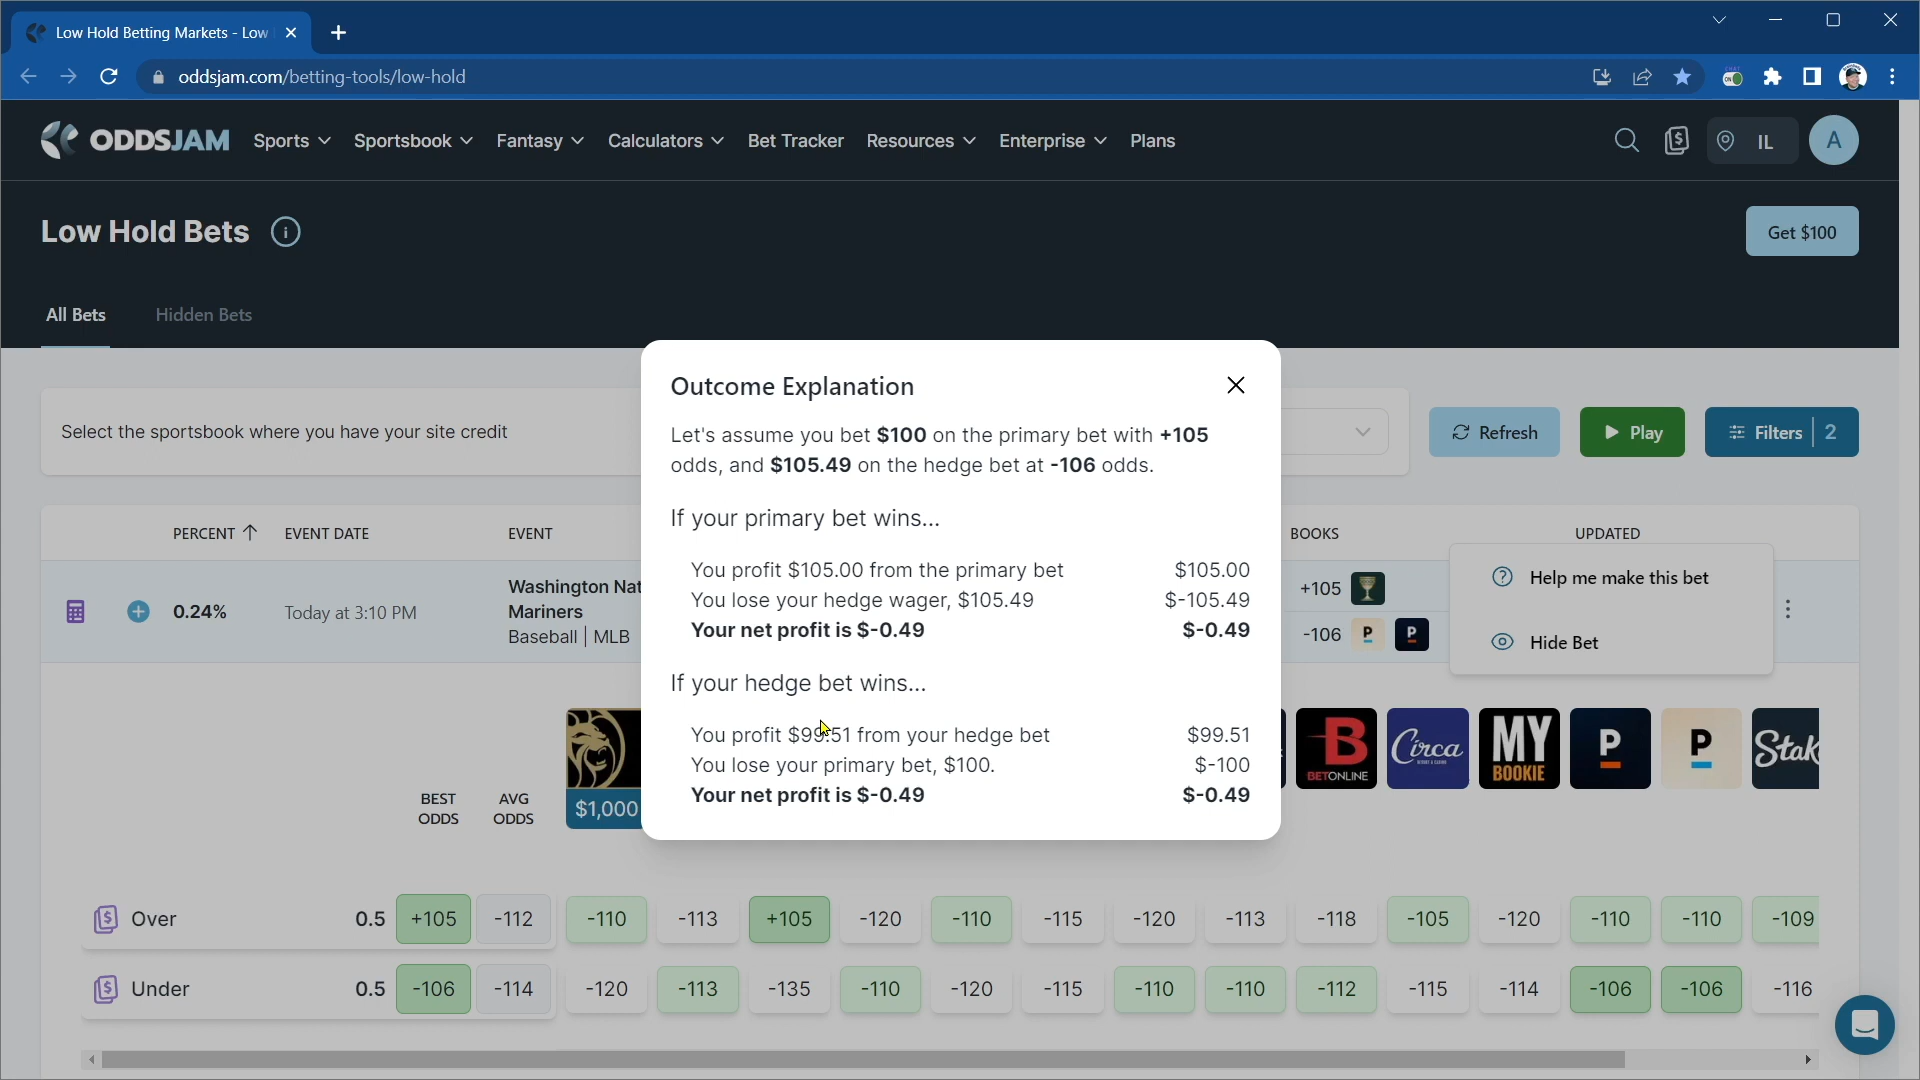 Low Hold Betting Markets - Low
oddsjam.com/betting-tools/low-hold
CHAT
ON
ODDSJAM
Sports
Sportsbook
Fantasy
Calculators
Bet Tracker
Resources
Enterprise
Plans
IL
A
Low Hold Bets
Get $100
All Bets
Hidden Bets
Select the sportsbook where you have your site credit
Refresh
Play
Filters | 2
PERCENT
EVENT DATE
EVENT
BOOKS
UPDATED
0.24%
Today at 3:10 PM
Washington Nat
Mariners
Baseball | MLB
+105
-106
P
P
Help me make this bet
Hide Bet
Outcome Explanation
Let's assume you bet $100 on the primary bet with +105
odds, and $105.49 on the hedge bet at -106 odds.
If your primary bet wins...
You profit $105.00 from the primary bet $105.00
You lose your hedge wager, $105.49 $-105.49
Your net profit is $-0.49 $-0.49
If your hedge bet wins...
You profit $99.51 from your hedge bet $99.51
You lose your primary bet, $100. $-100
Your net profit is $-0.49 $-0.49
BEST
ODDS
AVG
ODDS
$1,000
B
BETONLINE
Circa
MY
BOOKIE
P
P
Stak
Over 0.5 +105 -112 -110 -113 +105 -120 -110 -115 -120 -113 -118 -105 -120 -110 -110 -109
Under 0.5 -106 -114 -120 -113 -135 -110 -120 -115 -110 -110 -112 -115 -114 -106 -106 -116